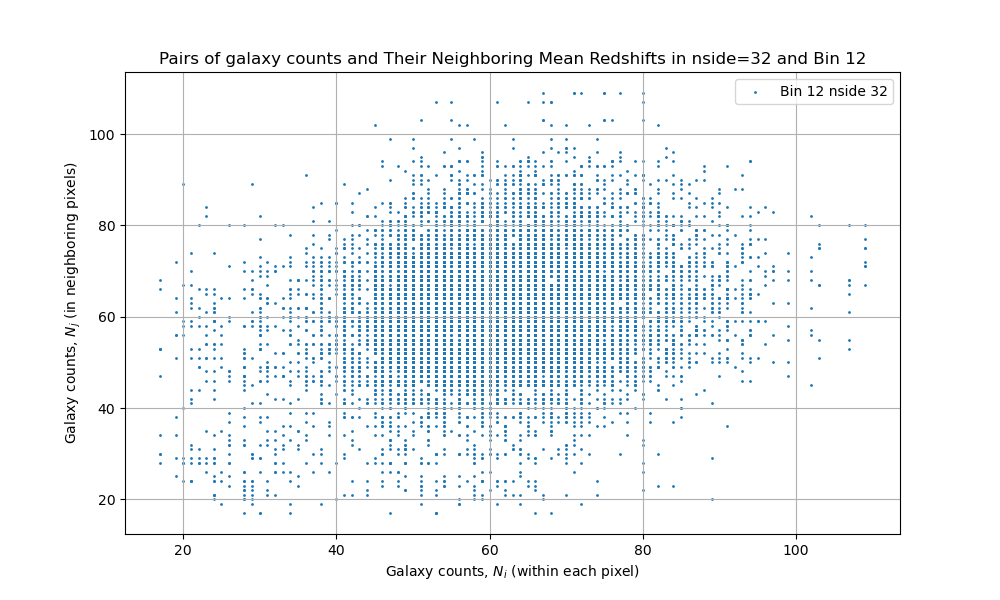 Pairs of galaxy counts and Their Neighboring Mean Redshifts in nside=32 and Bin 12
Bin 12 nside 32
100
80
60
40
20
Galaxy counts, N_j (in neighboring pixels)
20 40 60 80 100
Galaxy counts, N_i (within each pixel)